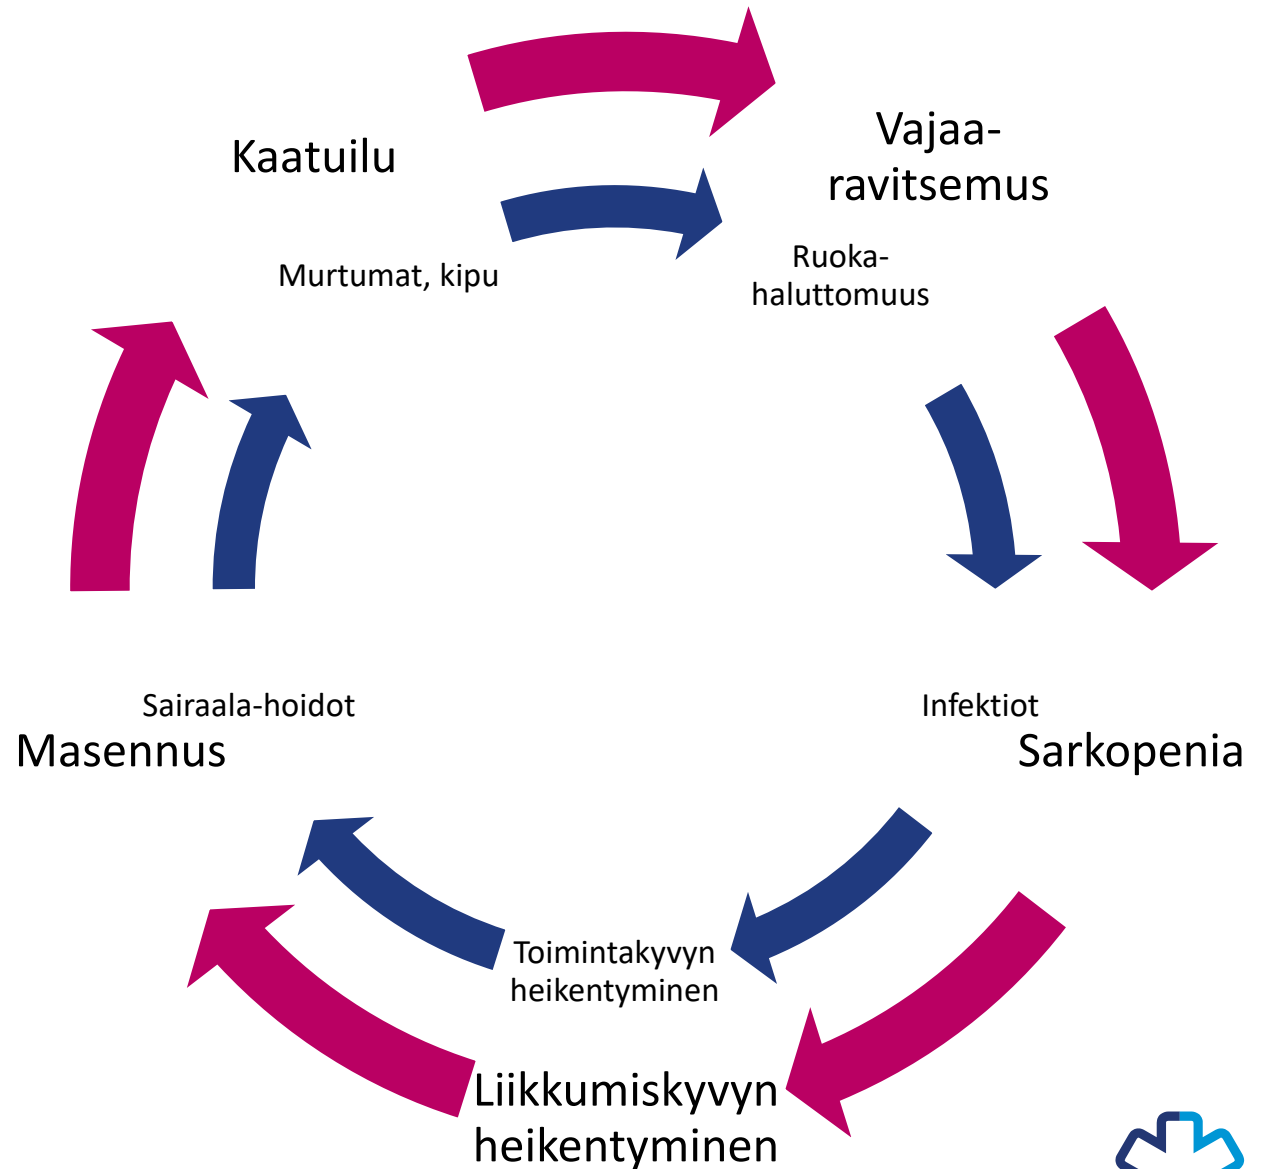 Kaatuilu
Vajaa-
ravitsemus
Murtumat, kipu
Ruoka-
haluttomuus
Sairaala-hoidot
Masennus
Infektiot
Sarkopenia
Toimintakyvyn
heikentyminen
Liikkumiskyvyn
heikentyminen